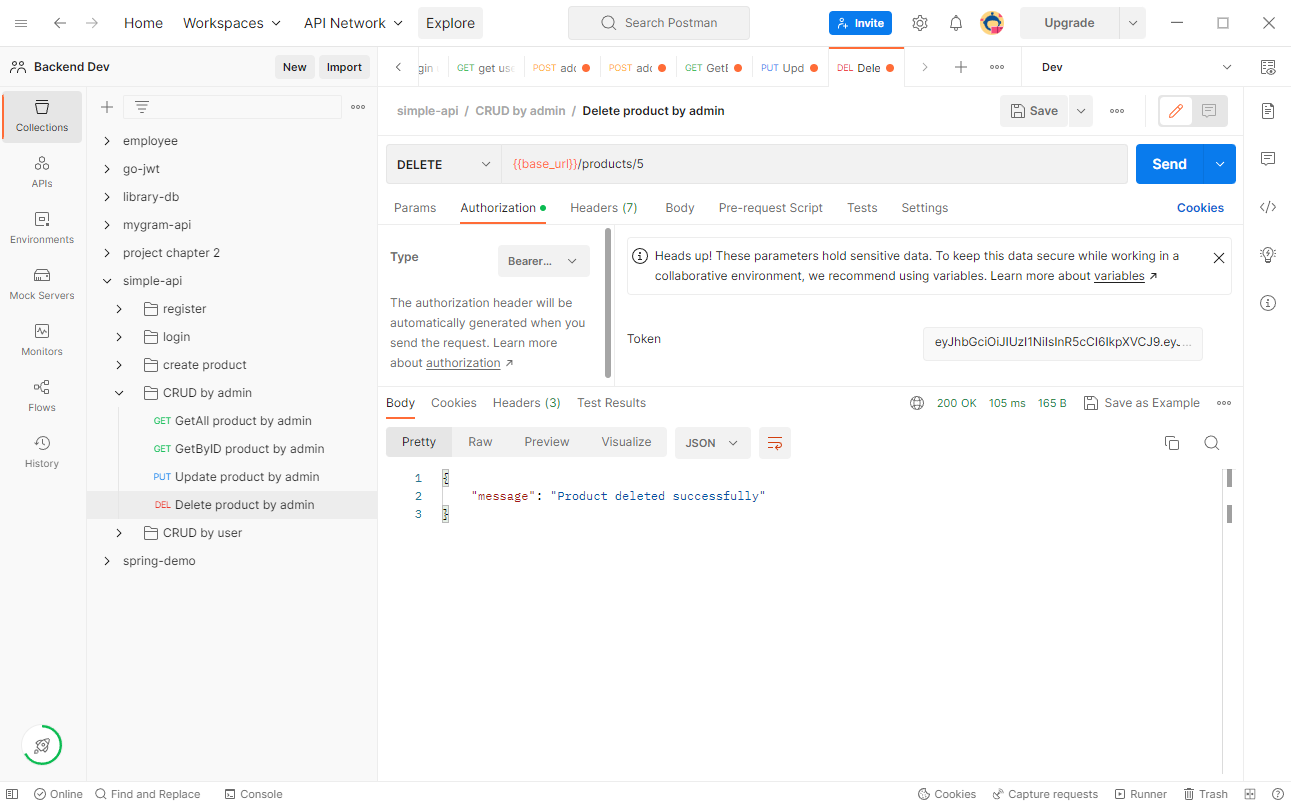 Home Workspaces API Network Explore Search Postman Invite Upgrade
Backend Dev New Import
gin GET get use POST adc POST adc GET GetE PUT Upd DEL Dele Dev
simple-api / CRUD by admin / Delete product by admin Save
DELETE {{base_url}}/products/5 Send
Params Authorization Headers (7) Body Pre-request Script Tests Settings Cookies
Collections
APIs
Environments
Mock Servers
Monitors
Flows
History
employee
go-jwt
library-db
mygram-api
project chapter 2
simple-api
register
login
create product
CRUD by admin
GET GetAll product by admin
GET GetByID product by admin
PUT Update product by admin
DEL Delete product by admin
CRUD by user
spring-demo
Type Bearer...
The authorization header will be
automatically generated when you
send the request. Learn more
about authorization ↗
Heads up! These parameters hold sensitive data. To keep this data secure while working in a
collaborative environment, we recommend using variables. Learn more about variables ↗
Token eyJhbGciOiJIUzI1NiIsInR5cCI6IkpXVCJ9.eyJ...
Body Cookies Headers (3) Test Results 200 OK 105 ms 165 B Save as Example
Pretty Raw Preview Visualize JSON
1 {
2 "message": "Product deleted successfully"
3 }
Online Find and Replace Console Cookies Capture requests Runner Trash